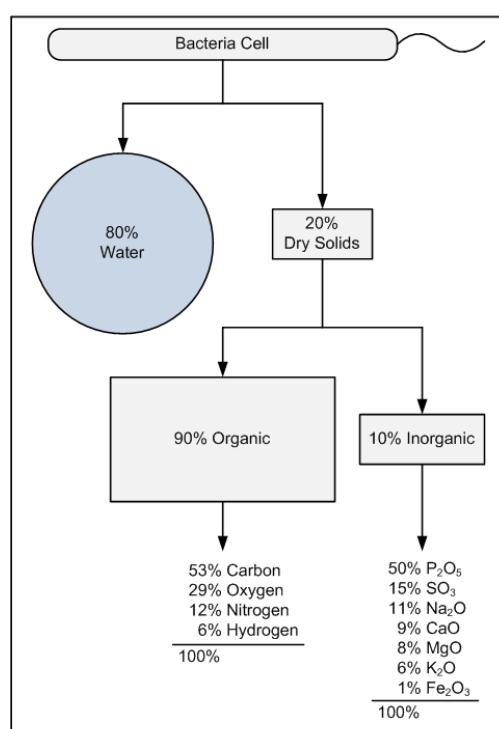 Bacteria Cell
80%
Water
20%
Dry Solids
90% Organic
10% Inorganic
53% Carbon
29% Oxygen
12% Nitrogen
6% Hydrogen
100%
50% P₂O₅
15% SO₃
11% Na₂O
9% CaO
8% MgO
6% K₂O
1% Fe₂O₃
100%